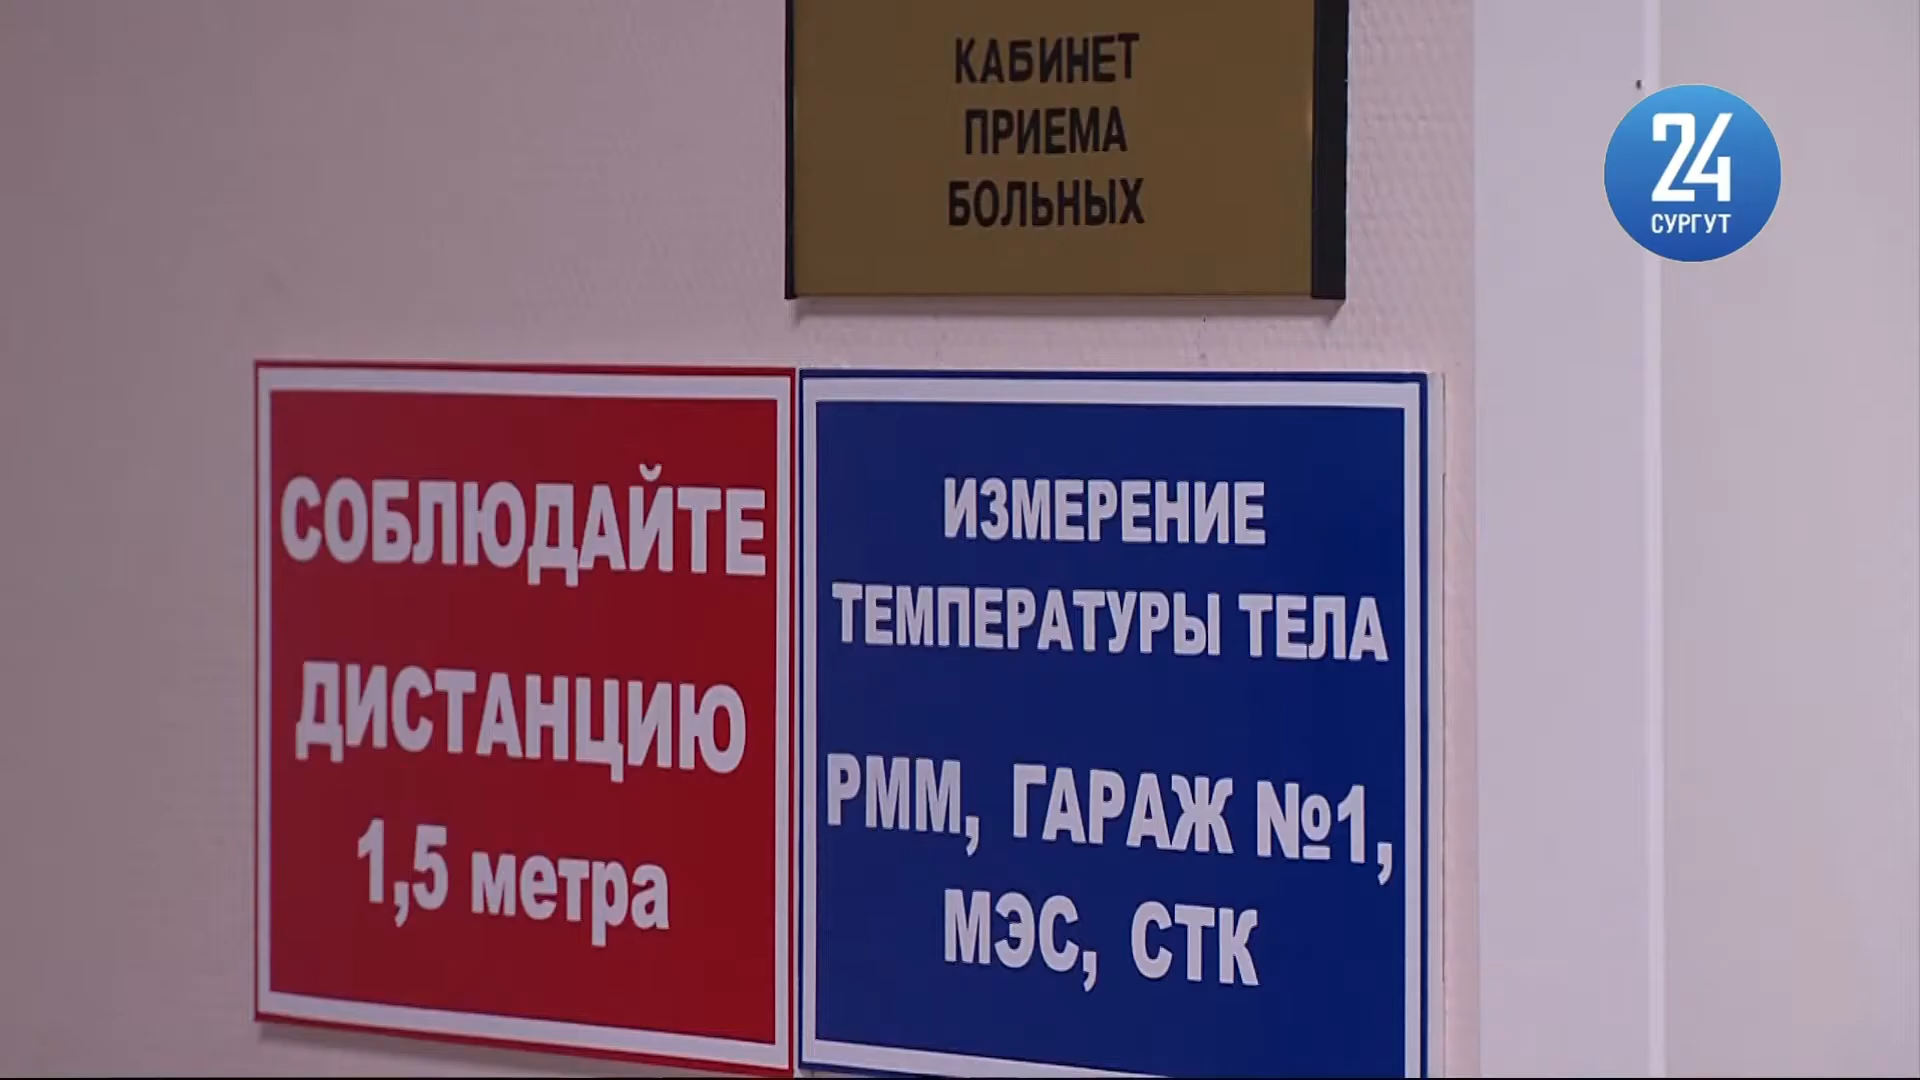 КАБИНЕТ
ПРИЕМА
БОЛЬНЫХ
24
СУРГУТ
СОБЛЮДАЙТЕ
ДИСТАНЦИЮ
1,5 метра
ИЗМЕРЕНИЕ
ТЕМПЕРАТУРЫ ТЕЛА
РММ, ГАРАЖ №1,
МЭС, СТК